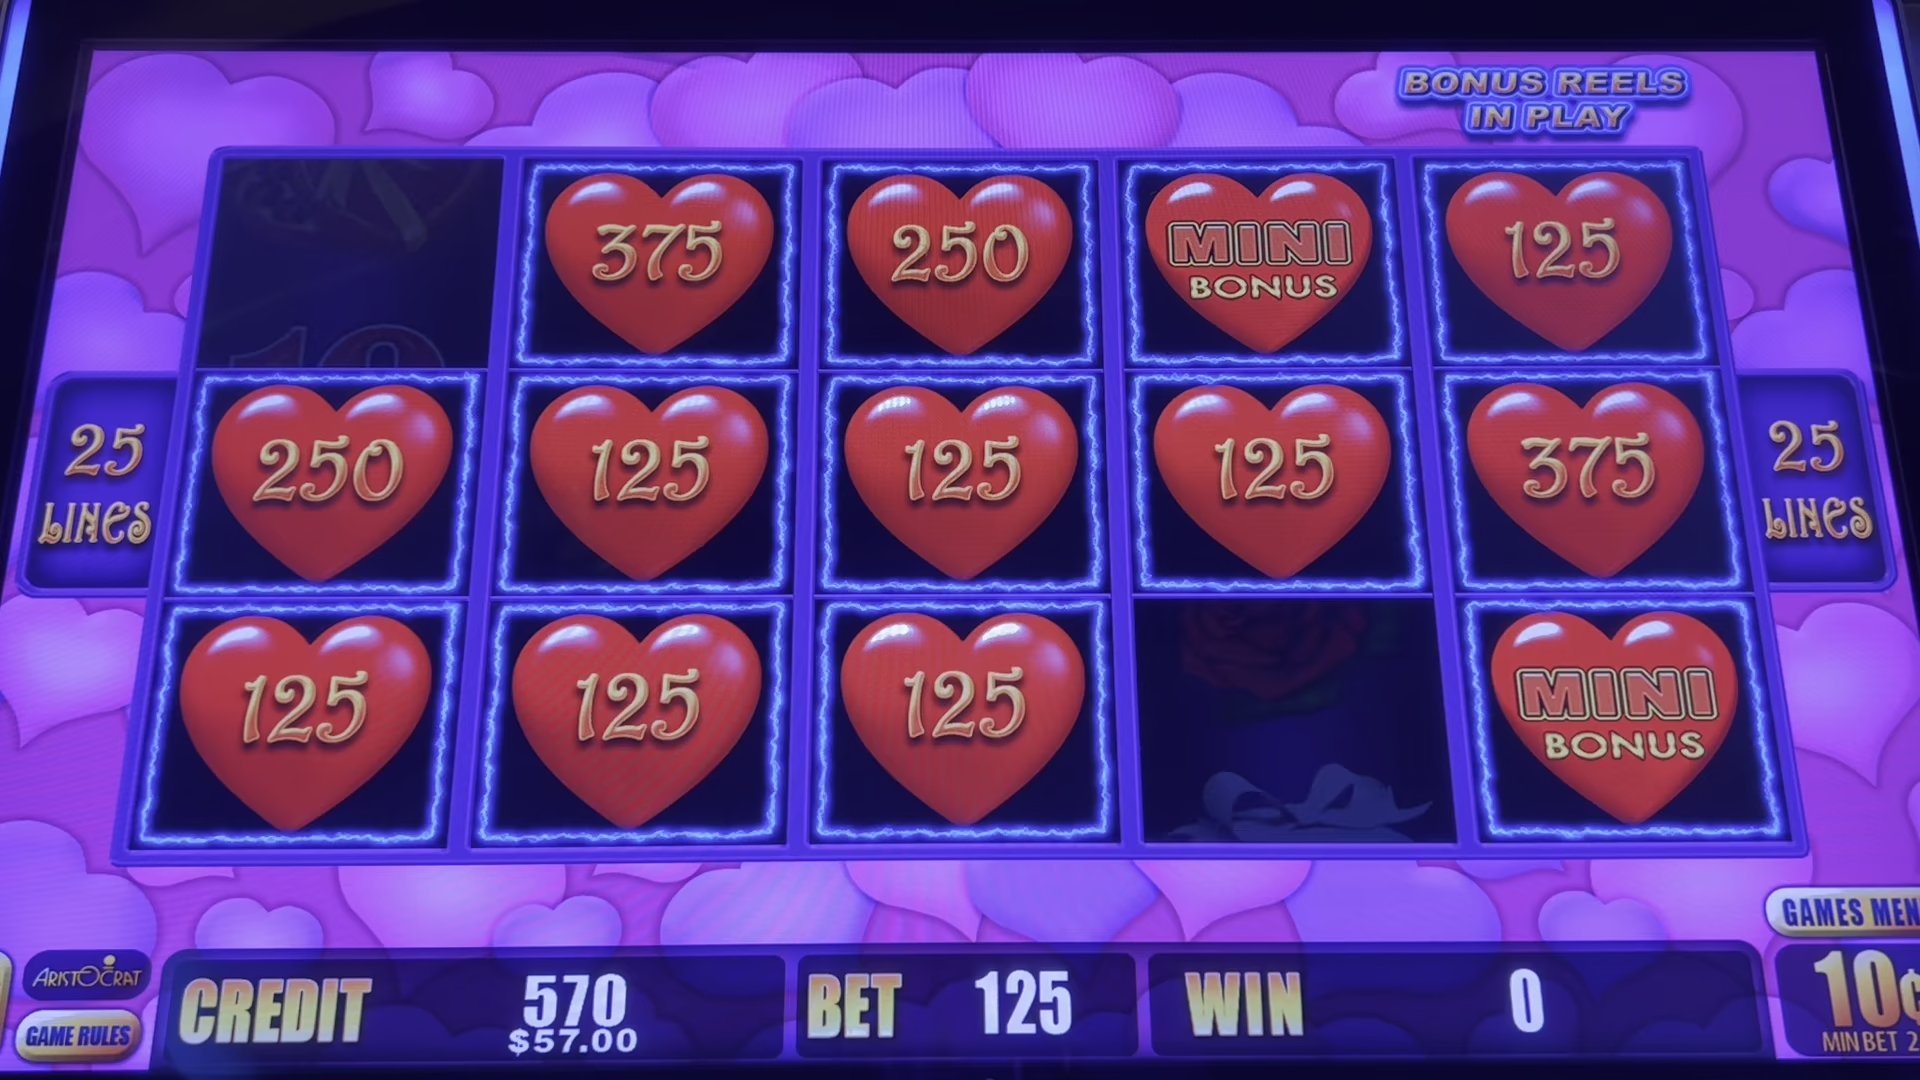 BONUS REELS
IN PLAY
375
250
MINI
BONUS
125
25
LINES
250
125
125
125
375
25
LINES
125
125
125
MINI
BONUS
GAMES MEN
ARISTOCRAT
GAME RULES
CREDIT
570
$57.00
BET
125
WIN
0
10¢
MIN BET 2